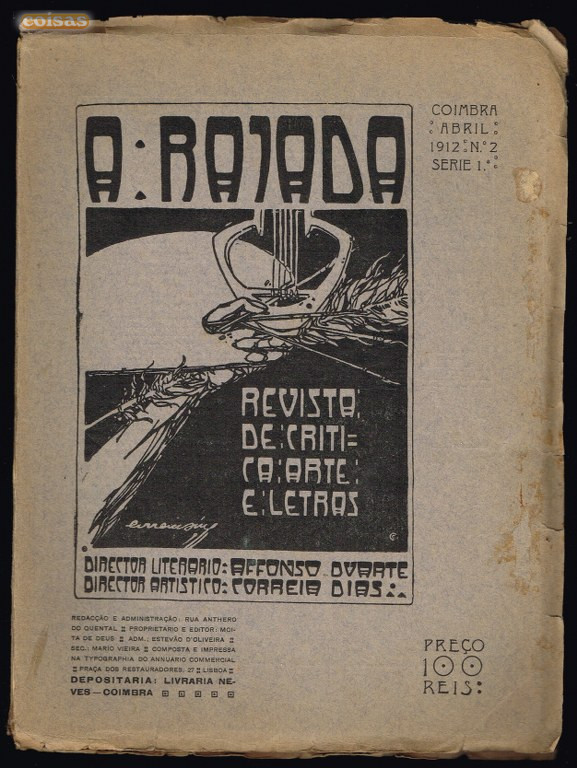 coisas
COIMBRA
ABRIL
1912 N.º 2
SERIE 1.ª
A: RAJADA
REVISTA
DE CRITI=
CA: ARTE:
E: LETRAS
DIRECTOR LITERARIO: AFFONSO DUARTE
DIRECTOR ARTISTICO: CORREIA DIAS
REDACÇÃO E ADMINISTRAÇÃO: RUA ANTHERO
DO QUENTAL PROPRIETARIO E EDITOR: MOI-
TA DE DEUS ADM.: ESTEVÃO D'OLIVEIRA
SEC.: MARIO VIEIRA COMPOSTA E IMPRESSA
NA TYPOGRAPHIA DO ANNUARIO COMMERCIAL
PRAÇA DOS RESTAURADORES, 27 LISBOA
DEPOSITARIA: LIVRARIA NE-
VES — COIMBRA
PREÇO
100
REIS: